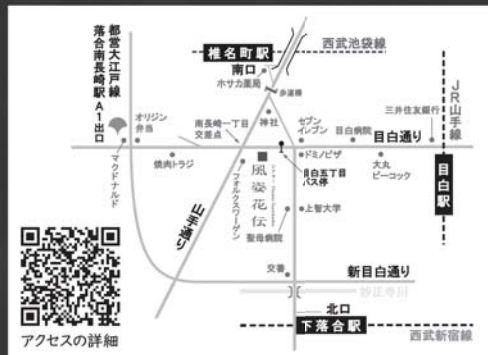 都営大江戸線
落合南長崎駅A1出口
椎名町駅
南口
ホサカ薬局
歩道橋
西武池袋線
JR山手線
オリジン
弁当
マクドナルド
焼肉トラジ
南長崎一丁目
交差点
神社
セブン
イレブン
目白病院
三井住友銀行
目白通り
ドミノピザ
大丸
ピーコック
目白駅
目白五丁目
バス停
フォルクスワーゲン
風姿花伝
山手通り
聖母病院
上智大学
交番
新目白通り
妙正寺川
北口
下落合駅
西武新宿線
アクセスの詳細